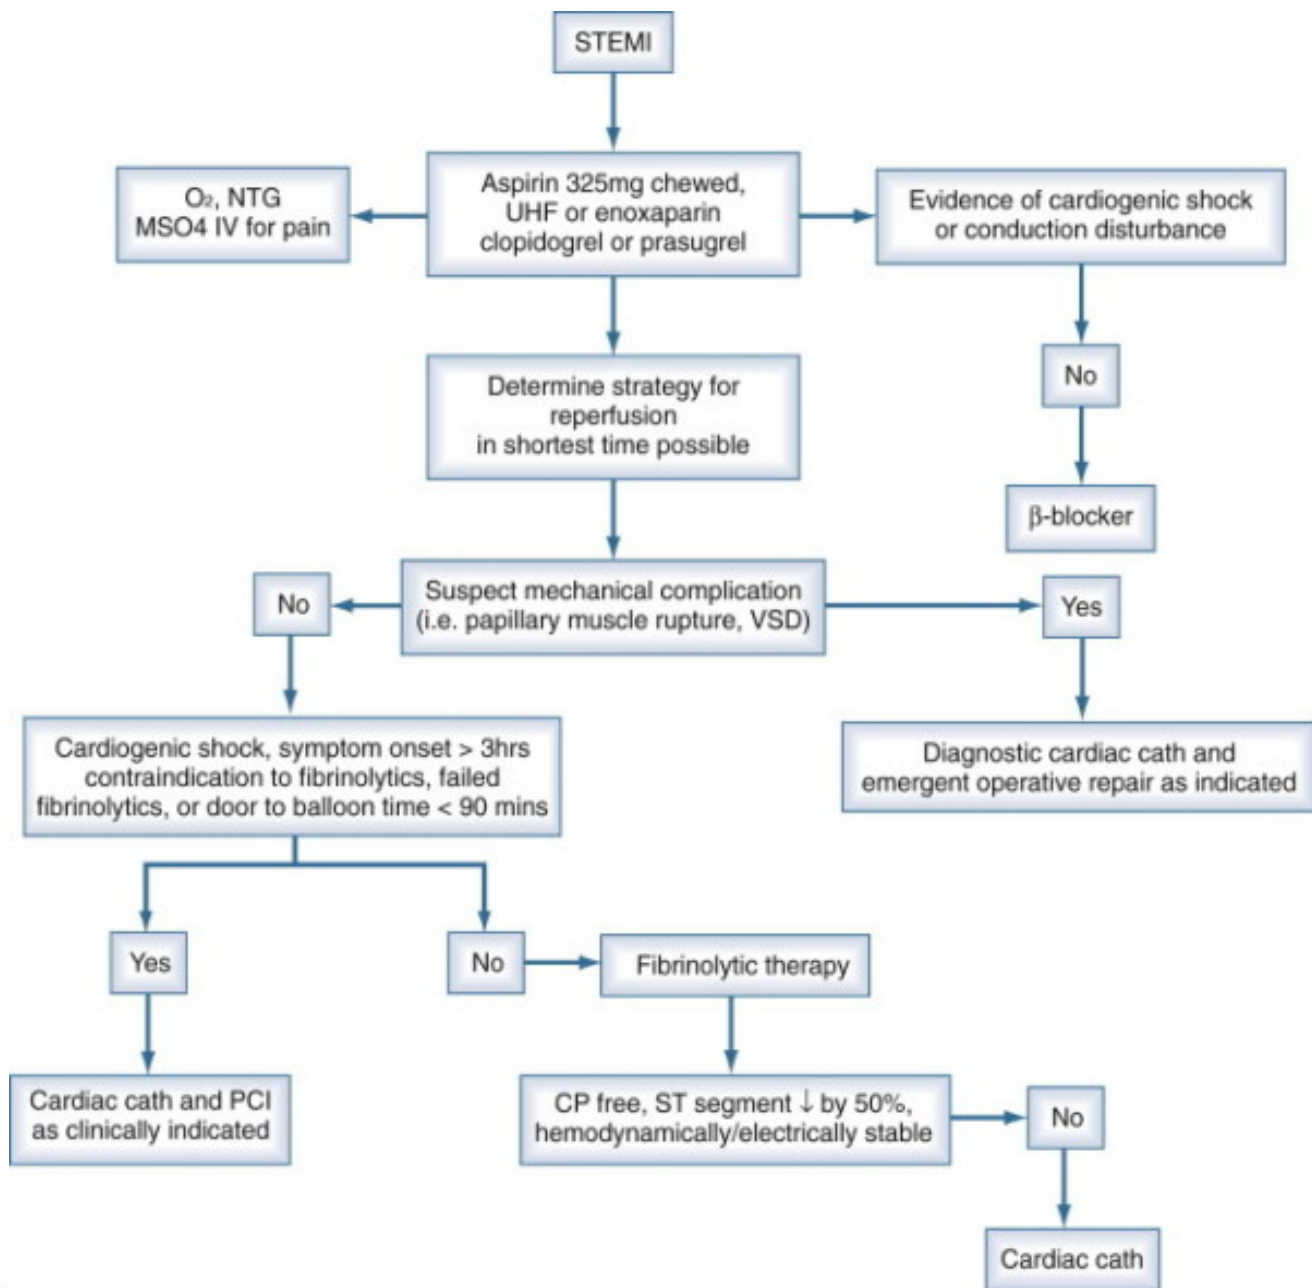 STEMI
O₂, NTG
MSO4 IV for pain
Aspirin 325mg chewed,
UHF or enoxaparin
clopidogrel or prasugrel
Evidence of cardiogenic shock
or conduction disturbance
No
β-blocker
Determine strategy for
reperfusion
in shortest time possible
Suspect mechanical complication
(i.e. papillary muscle rupture, VSD)
No
Yes
Cardiogenic shock, symptom onset > 3hrs
contraindication to fibrinolytics, failed
fibrinolytics, or door to balloon time < 90 mins
Diagnostic cardiac cath and
emergent operative repair as indicated
Yes
No
Fibrinolytic therapy
Cardiac cath and PCI
as clinically indicated
CP free, ST segment ↓ by 50%,
hemodynamically/electrically stable
No
Cardiac cath